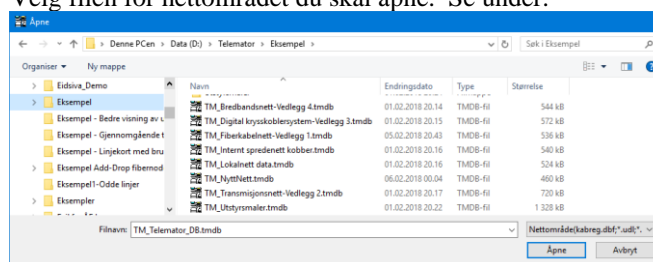 Velg filen for nettområdet du skal åpne. Se under:
Åpne
Denne PCen > Data (D:) > Telemator > Eksempel >
Søk i Eksempel
Organiser
Ny mappe
Eidsiva_Demo
Eksempel
Eksempel - Bedre visning av u
Eksempel - Gjennomgående t
Eksempel - Linjekort med bru
Eksempel Add-Drop fibernod
Eksempel1-Odde linjer
Eksempler
Navn Endringsdato Type Størrelse
TM_Bredbandsnett-Vedlegg 4.tmdb 01.02.2018 20.14 TMDB-fil 544 kB
TM_Digital krysskoblersystem-Vedlegg 3.tmdb 01.02.2018 20.15 TMDB-fil 572 kB
TM_Fiberkabelnett-Vedlegg 1.tmdb 05.02.2018 20.43 TMDB-fil 536 kB
TM_Internt spredenett kobber.tmdb 01.02.2018 20.16 TMDB-fil 540 kB
TM_Lokalnett data.tmdb 01.02.2018 20.16 TMDB-fil 524 kB
TM_NyttNett.tmdb 06.02.2018 00.04 TMDB-fil 460 kB
TM_Transmisjonsnett-Vedlegg 2.tmdb 01.02.2018 20.17 TMDB-fil 720 kB
TM_Utstyrsmaler.tmdb 01.02.2018 20.22 TMDB-fil 1 328 kB
Filnavn: TM_Telemator_DB.tmdb
Nettområde(kabreg.dbf;*.udl;*.
Åpne
Avbryt